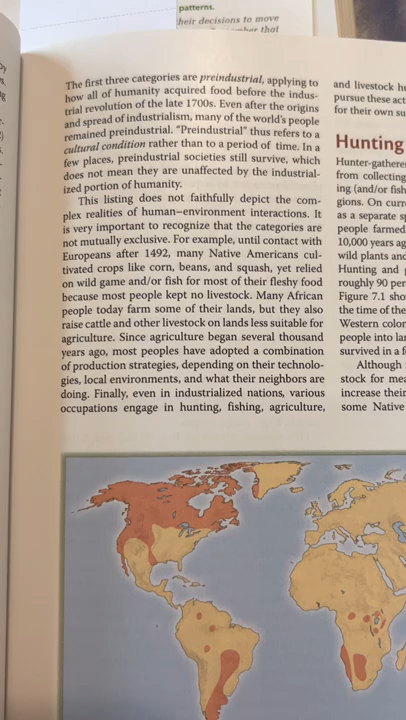 patterns.
their decisions to move
that
The first three categories are preindustrial, applying to
how all of humanity acquired food before the indus-
trial revolution of the late 1700s. Even after the origins
and spread of industrialism, many of the world's people
remained preindustrial. "Preindustrial" thus refers to a
cultural condition rather than to a period of time. In a
few places, preindustrial societies still survive, which
does not mean they are unaffected by the industrial-
ized portion of humanity.
This listing does not faithfully depict the com-
plex realities of human–environment interactions. It
is very important to recognize that the categories are
not mutually exclusive. For example, until contact with
Europeans after 1492, many Native Americans cul-
tivated crops like corn, beans, and squash, yet relied
on wild game and/or fish for most of their fleshy food
because most people kept no livestock. Many African
people today farm some of their lands, but they also
raise cattle and other livestock on lands less suitable for
agriculture. Since agriculture began several thousand
years ago, most peoples have adopted a combination
of production strategies, depending on their technolo-
gies, local environments, and what their neighbors are
doing. Finally, even in industrialized nations, various
occupations engage in hunting, fishing, agriculture,
and livestock
pursue these
for their own
Hunting
Hunter-gathere
from collecting
ing (and/or fish
gions. On
as a separate
people farmed
10,000 years
wild plants and
Hunting and
roughly 90
Figure 7.1
the time of the
Western
people into
survived in a
Although
stock for
increase their
some Native